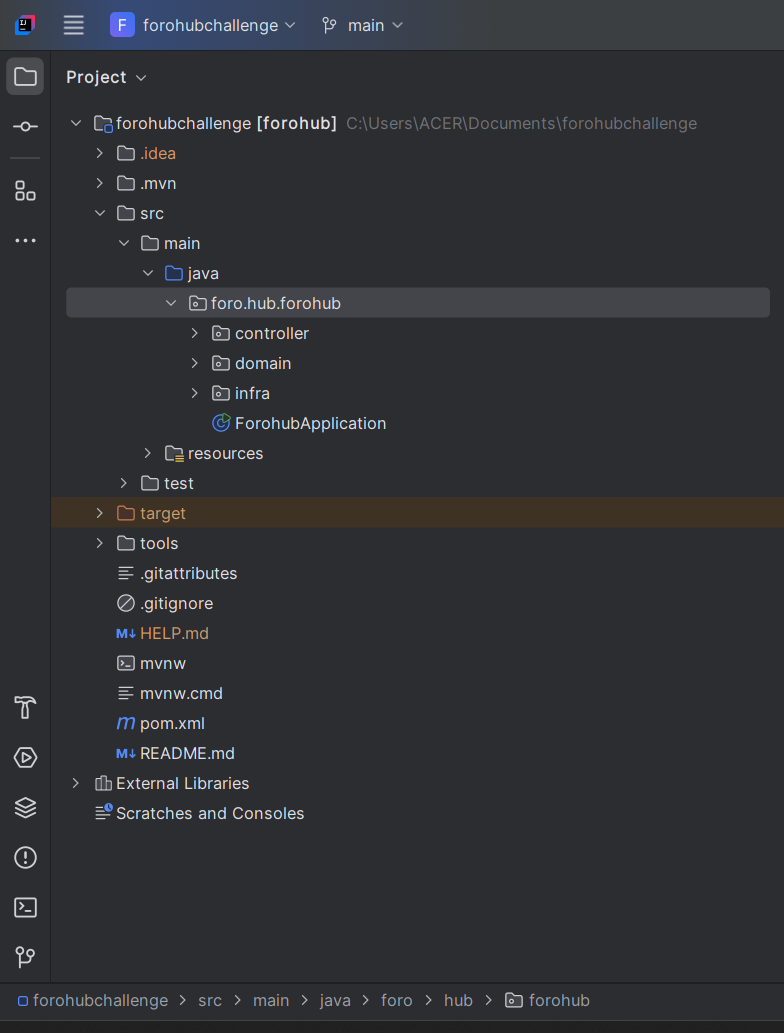 F forohubchallenge main
Project
forohubchallenge [forohub] C:\Users\ACER\Documents\forohubchallenge
.idea
.mvn
src
main
java
foro.hub.forohub
controller
domain
infra
ForohubApplication
resources
test
target
tools
.gitattributes
.gitignore
HELP.md
mvnw
mvnw.cmd
pom.xml
README.md
External Libraries
Scratches and Consoles
forohubchallenge > src > main > java > foro > hub > forohub